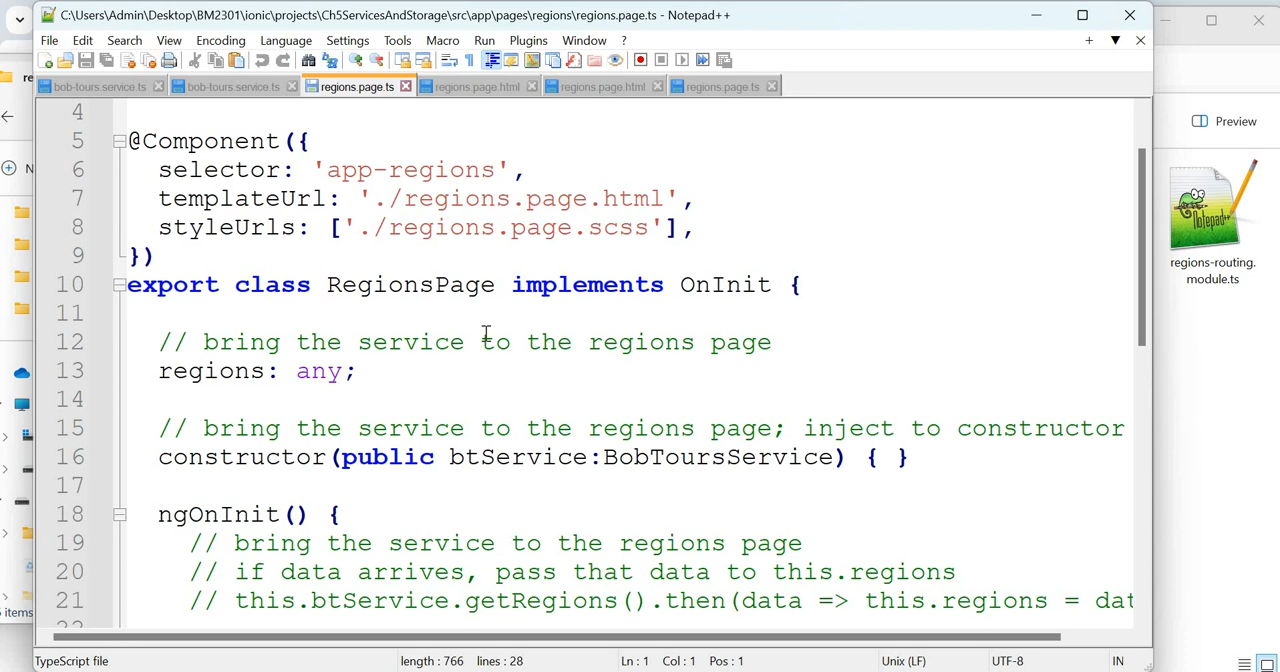 C:\Users\Admin\Desktop\BM2301\ionic\projects\Ch5ServicesAndStorage\src\app\pages\regions\regions.page.ts - Notepad++
File Edit Search View Encoding Language Settings Tools Macro Run Plugins Window ?
bob-tours.service.ts bob-tours.service.ts regions.page.ts regions.page.html regions.page.html regions.page.ts
4
5 @Component({
6 selector: 'app-regions',
7 templateUrl: './regions.page.html',
8 styleUrls: ['./regions.page.scss'],
9 })
10 export class RegionsPage implements OnInit {
11
12 // bring the service to the regions page
13 regions: any;
14
15 // bring the service to the regions page; inject to constructor
16 constructor(public btService:BobToursService) { }
17
18 ngOnInit() {
19 // bring the service to the regions page
20 // if data arrives, pass that data to this.regions
21 // this.btService.getRegions().then(data => this.regions = dat
TypeScript file length : 766 lines : 28 Ln : 1 Col : 1 Pos : 1 Unix (LF) UTF-8 IN
re
N
items
Preview
Notepad++
regions-routing.
module.ts